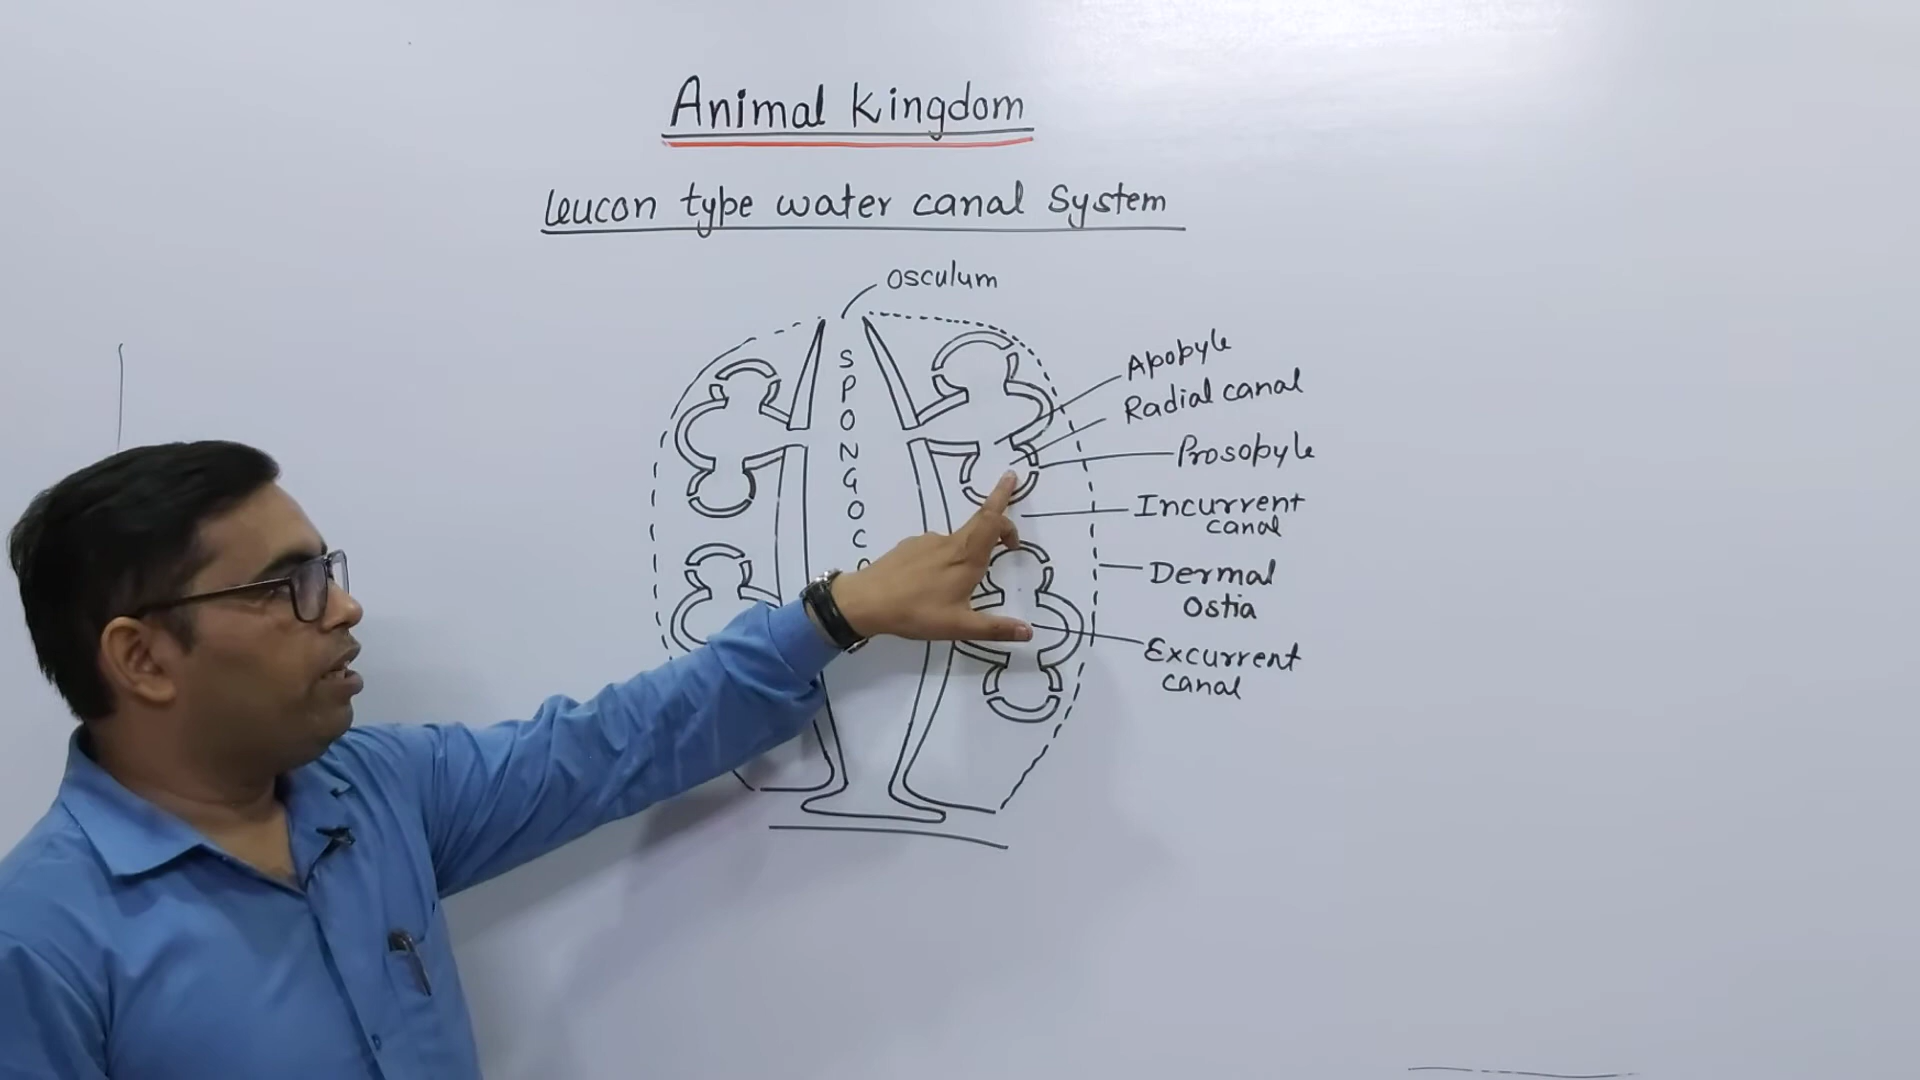 Animal Kingdom
Leucon type water canal System
Osculum
S
P
O
N
G
O
C
Apopyle
Radial canal
Prosopyle
Incurrent
canal
Dermal
Ostia
Excurrent
canal